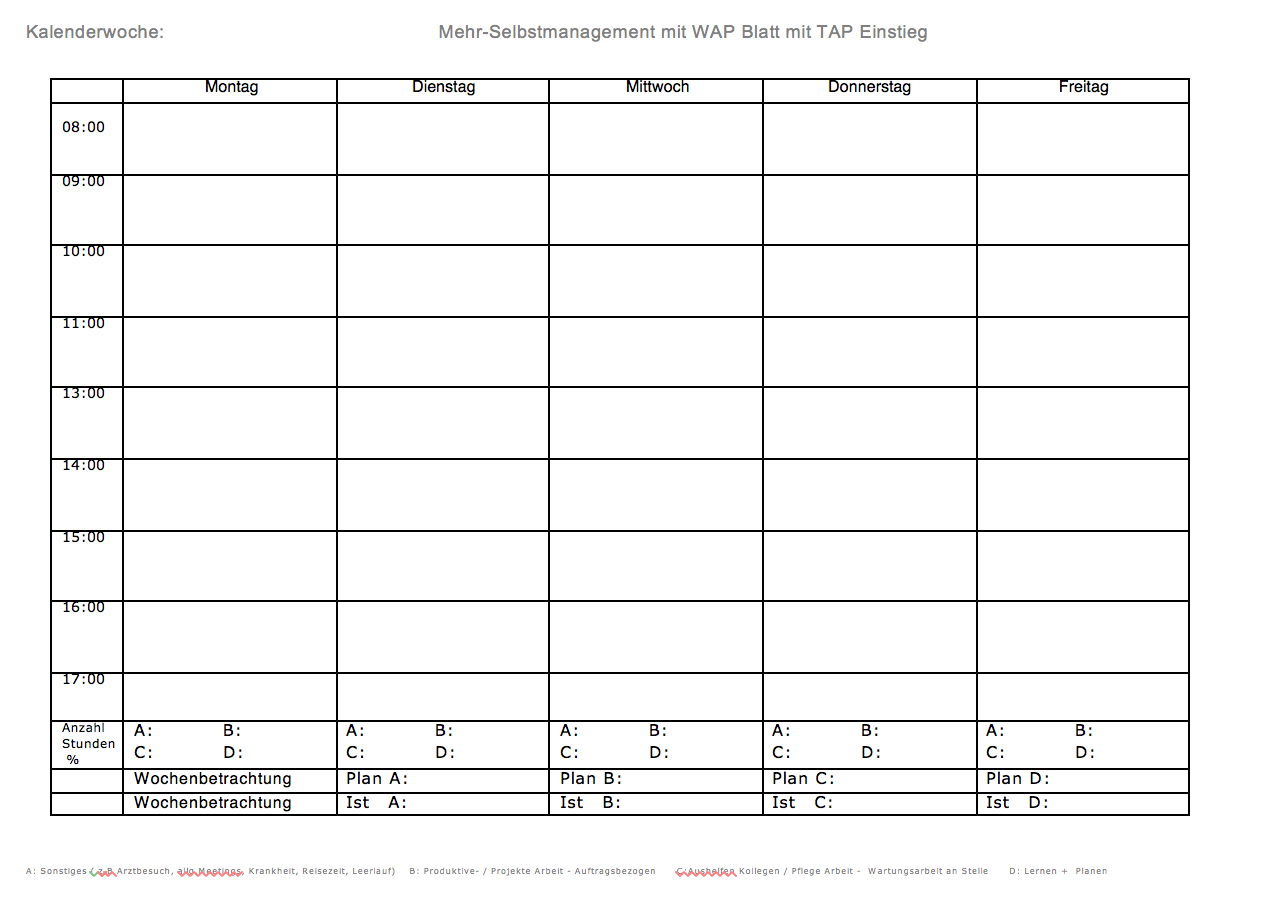 Kalenderwoche: Mehr-Selbstmanagement mit WAP Blatt mit TAP Einstieg
Montag Dienstag Mittwoch Donnerstag Freitag
08:00
09:00
10:00
11:00
13:00
14:00
15:00
16:00
17:00
Anzahl Stunden % A: B: A: B: A: B: A: B: A: B:
C: D: C: D: C: D: C: D: C: D:
Wochenbetrachtung Plan A: Plan B: Plan C: Plan D:
Wochenbetrachtung Ist A: Ist B: Ist C: Ist D:
A: Sonstiges ( z.B Arztbesuch, allg Meetings, Krankheit, Reisezeit, Leerlauf) B: Produktive- / Projekte Arbeit - Auftragsbezogen C:Aushelfen Kollegen / Pflege Arbeit - Wartungsarbeit an Stelle D: Lernen + Planen